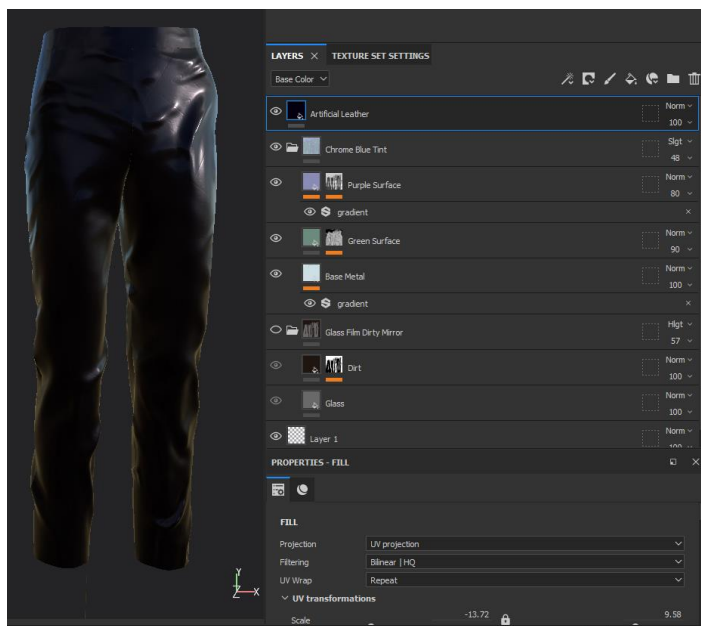 LAYERS × TEXTURE SET SETTINGS
Base Color
Artificial Leather Norm
100
Chrome Blue Tint Slgt
48
Purple Surface Norm
80
gradient ×
Green Surface Norm
90
Base Metal Norm
100
gradient ×
Glass Film Dirty Mirror Higt
57
Dirt Norm
100
Glass Norm
100
Layer 1 Norm
100
PROPERTIES - FILL ×
FILL
Projection UV projection
Filtering Bilinear | HQ
UV Wrap Repeat
UV transformations
Scale -13.72 9.58
Y
Z X